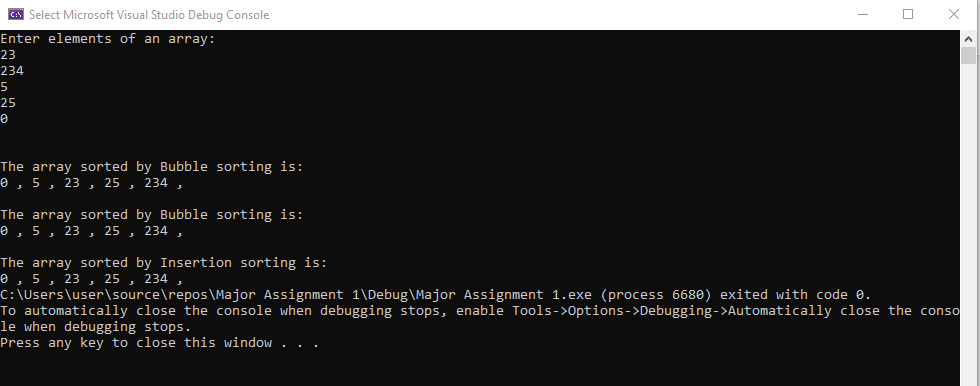 Select Microsoft Visual Studio Debug Console
Enter elements of an array:
23
234
5
25
0
The array sorted by Bubble sorting is:
0 , 5 , 23 , 25 , 234 ,
The array sorted by Bubble sorting is:
0 , 5 , 23 , 25 , 234 ,
The array sorted by Insertion sorting is:
0 , 5 , 23 , 25 , 234 ,
C:\Users\user\source\repos\Major Assignment 1\Debug\Major Assignment 1.exe (process 6680) exited with code 0.
To automatically close the console when debugging stops, enable Tools->Options->Debugging->Automatically close the conso
le when debugging stops.
Press any key to close this window . . .